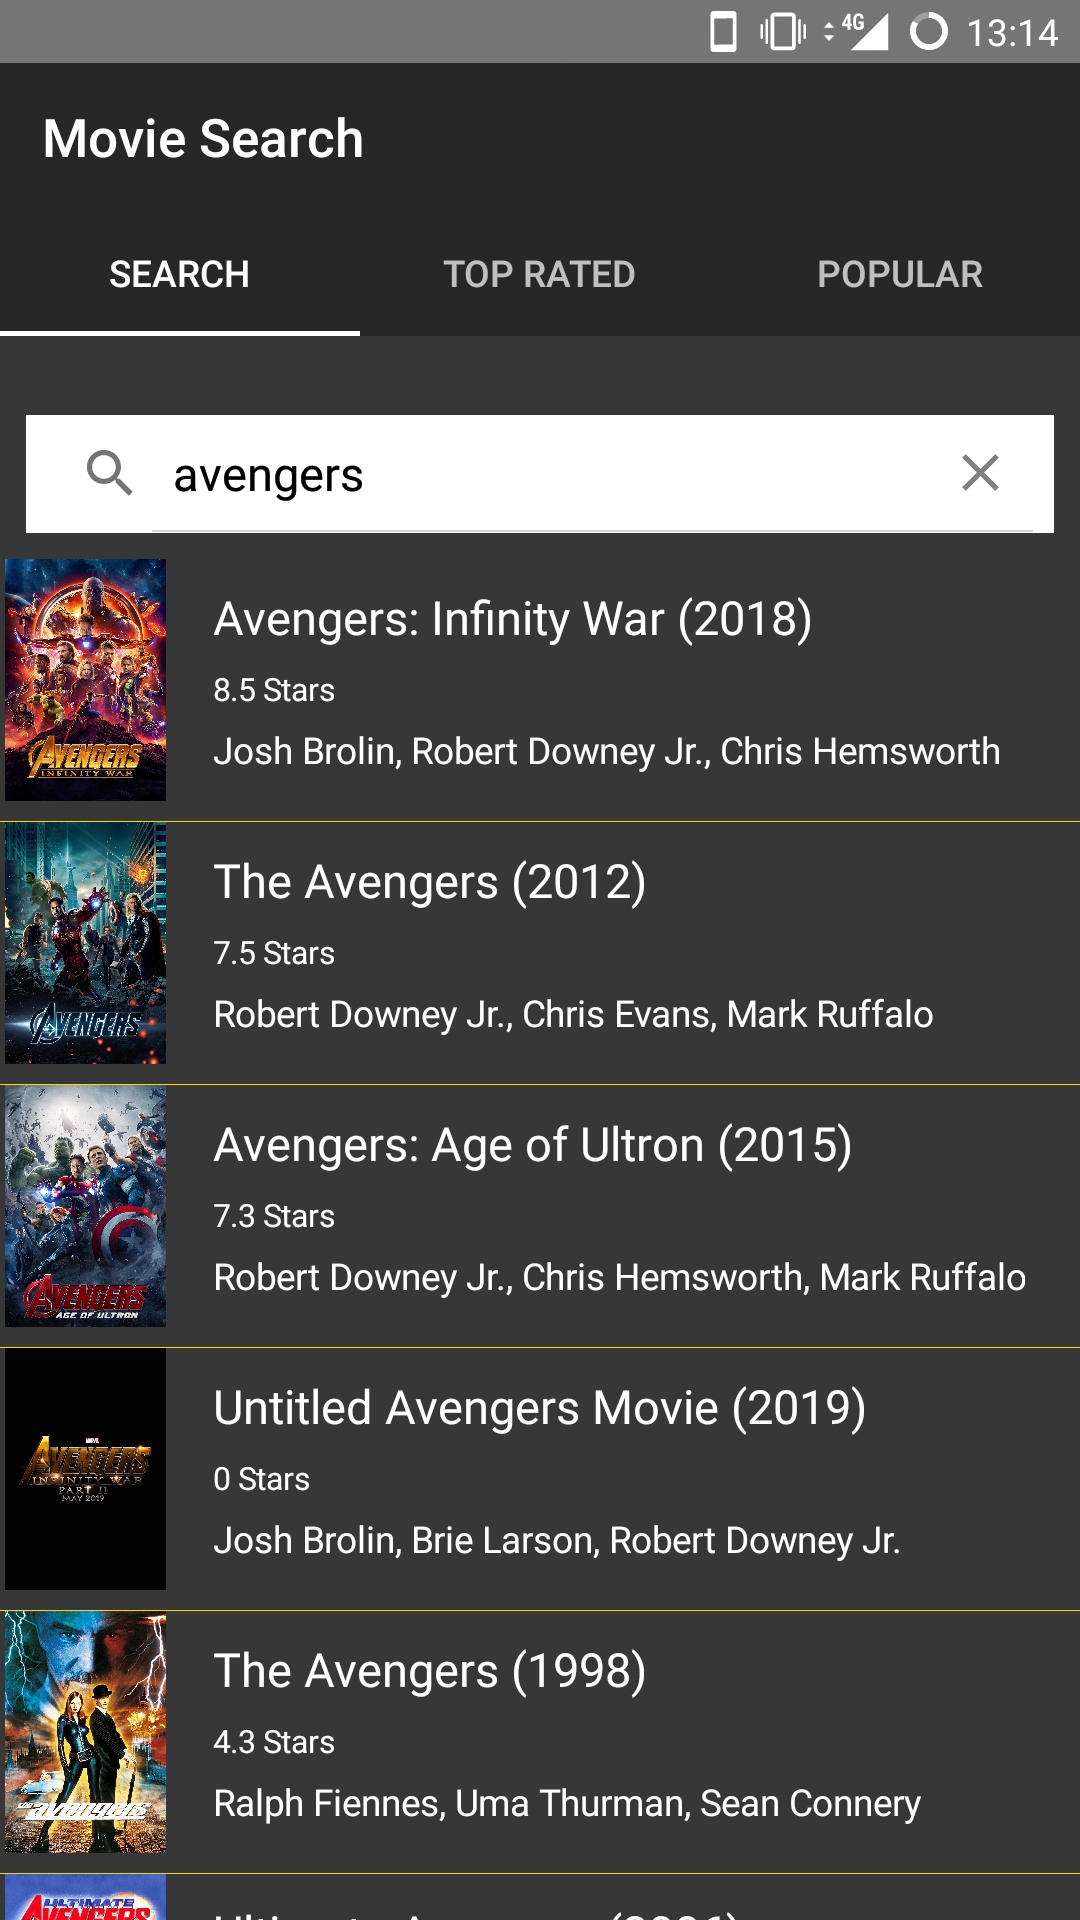 4G 13:14
Movie Search
SEARCH TOP RATED POPULAR
avengers
AVENGERS
INFINITY WAR
Avengers: Infinity War (2018)
8.5 Stars
Josh Brolin, Robert Downey Jr., Chris Hemsworth
AVENGERS
The Avengers (2012)
7.5 Stars
Robert Downey Jr., Chris Evans, Mark Ruffalo
AVENGERS
AGE OF ULTRON
Avengers: Age of Ultron (2015)
7.3 Stars
Robert Downey Jr., Chris Hemsworth, Mark Ruffalo
MARVEL
AVENGERS
INFINITY WAR
PART II
MAY 2019
Untitled Avengers Movie (2019)
0 Stars
Josh Brolin, Brie Larson, Robert Downey Jr.
the avengers
The Avengers (1998)
4.3 Stars
Ralph Fiennes, Uma Thurman, Sean Connery
ULTIMATE
AVENGERS